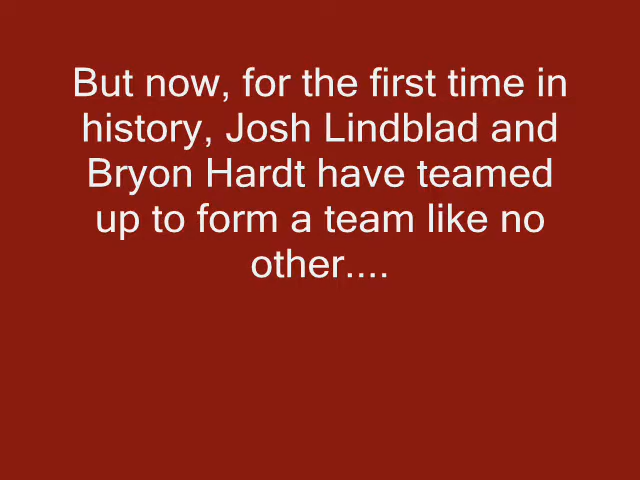 But now, for the first time in
history, Josh Lindblad and
Bryon Hardt have teamed
up to form a team like no
other....